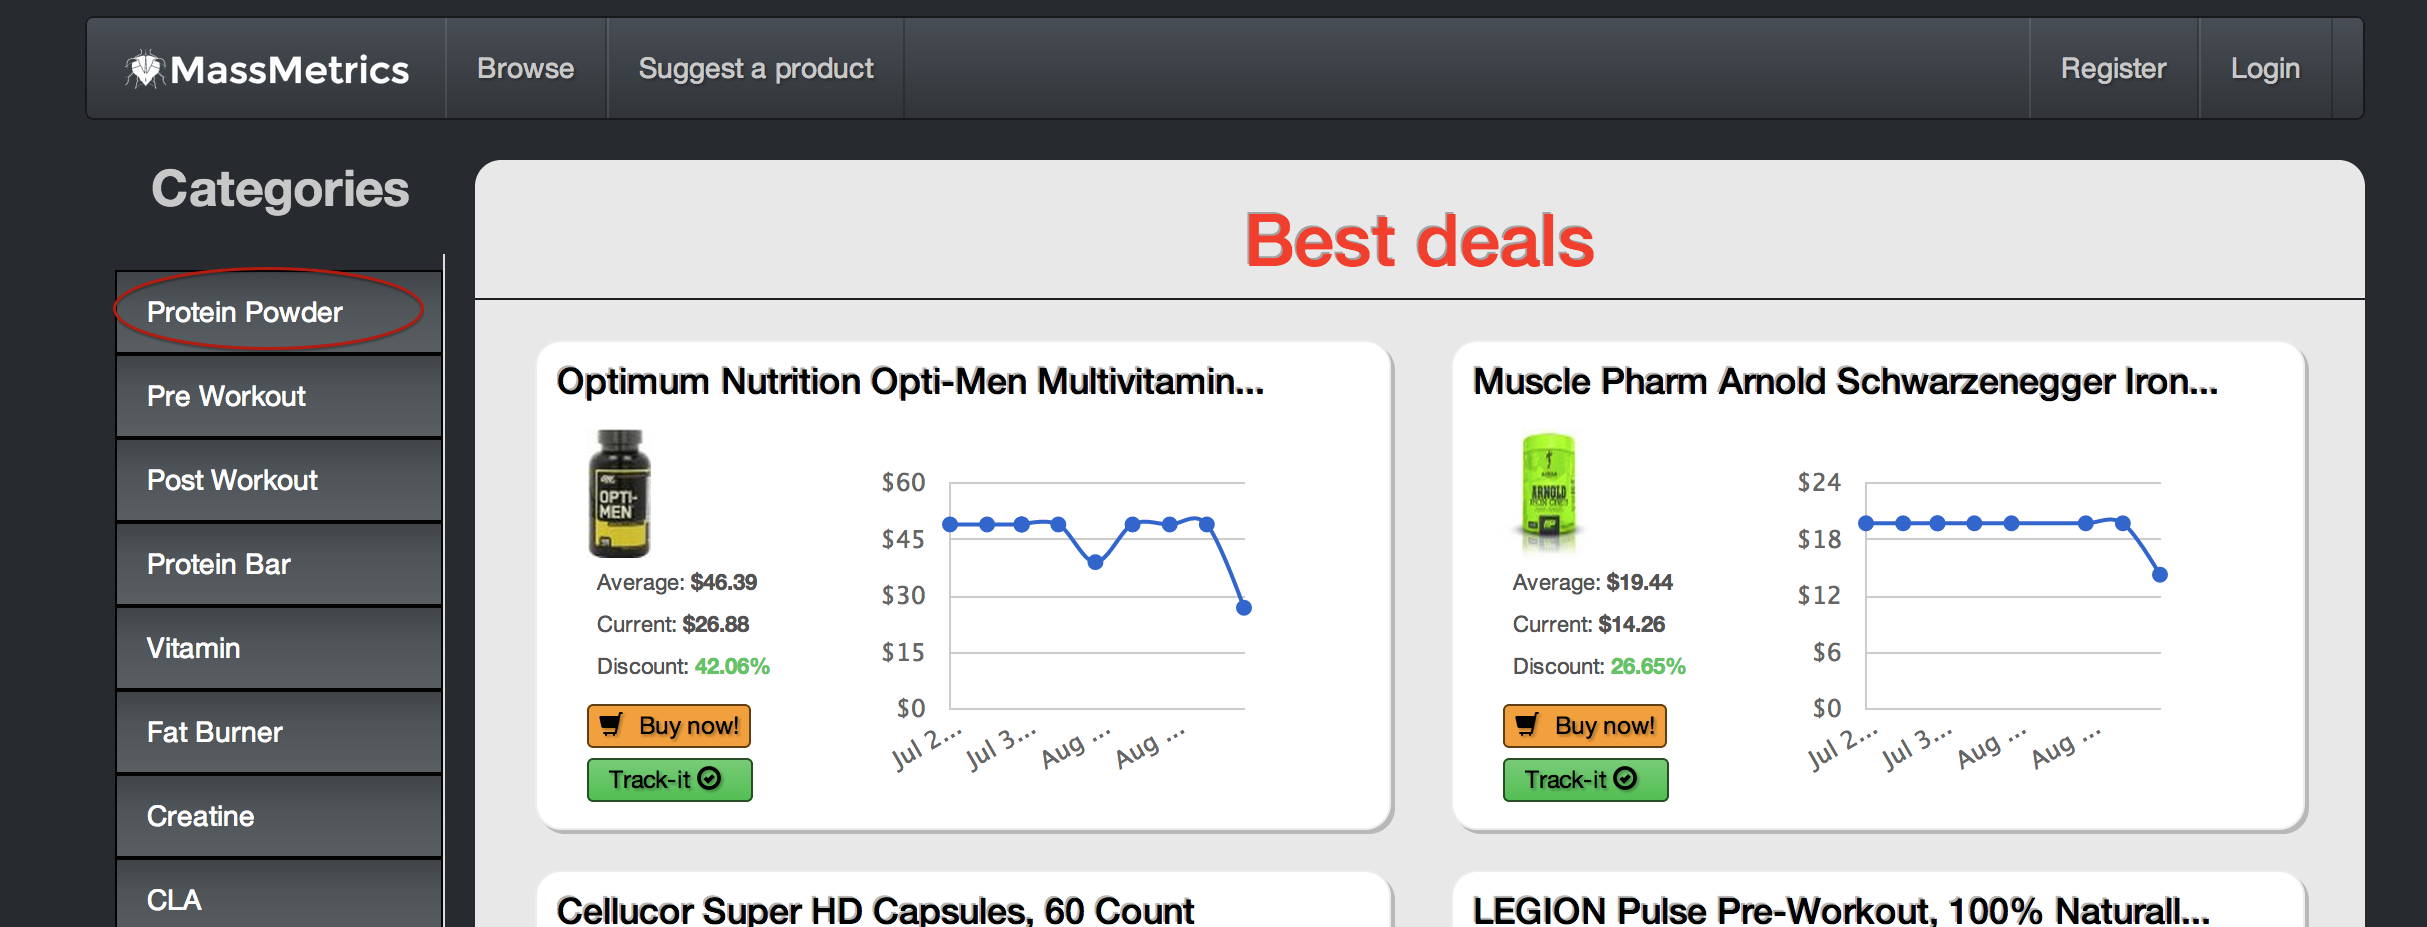 MassMetrics
Browse
Suggest a product
Register
Login
Categories
Protein Powder
Pre Workout
Post Workout
Protein Bar
Vitamin
Fat Burner
Creatine
CLA
Best deals
Optimum Nutrition Opti-Men Multivitamin...
OPTI-
MEN
Average: $46.39
Current: $26.88
Discount: 42.06%
Buy now!
Track-it
$60
$45
$30
$15
$0
Jul 2...
Jul 3...
Aug ...
Aug ...
Muscle Pharm Arnold Schwarzenegger Iron...
ARNOLD
Average: $19.44
Current: $14.26
Discount: 26.65%
Buy now!
Track-it
$24
$18
$12
$6
$0
Jul 2...
Jul 3...
Aug ...
Aug ...
Cellucor Super HD Capsules, 60 Count
LEGION Pulse Pre-Workout, 100% Naturall...